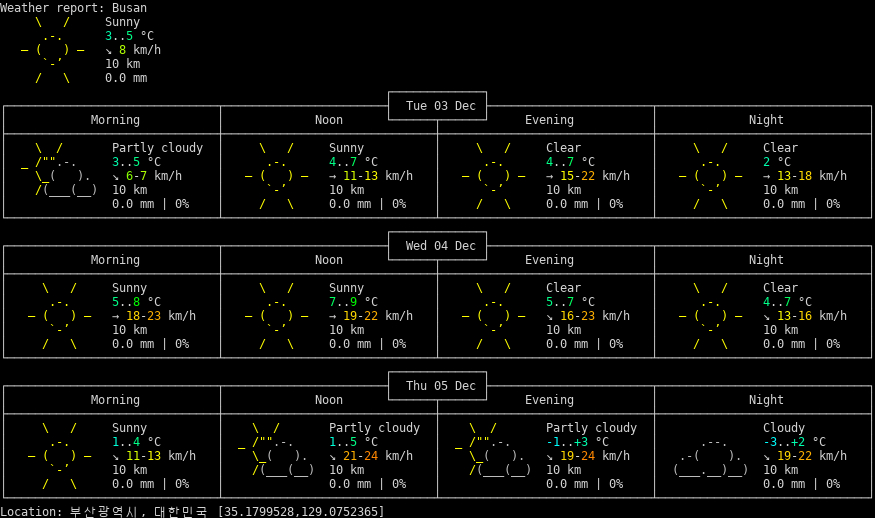 Weather report: Busan
Sunny
3..5 °C
↘ 8 km/h
10 km
0.0 mm
Tue 03 Dec
Morning Noon Evening Night
Partly cloudy Sunny Clear Clear
3..5 °C 4..7 °C 4..7 °C 2 °C
↘ 6-7 km/h → 11-13 km/h → 15-22 km/h → 13-18 km/h
10 km 10 km 10 km 10 km
0.0 mm | 0% 0.0 mm | 0% 0.0 mm | 0% 0.0 mm | 0%
Wed 04 Dec
Morning Noon Evening Night
Sunny Sunny Clear Clear
5..8 °C 7..9 °C 5..7 °C 4..7 °C
→ 18-23 km/h → 19-22 km/h ↘ 16-23 km/h ↘ 13-16 km/h
10 km 10 km 10 km 10 km
0.0 mm | 0% 0.0 mm | 0% 0.0 mm | 0% 0.0 mm | 0%
Thu 05 Dec
Morning Noon Evening Night
Sunny Partly cloudy Partly cloudy Cloudy
1..4 °C 1..5 °C -1..+3 °C -3..+2 °C
↘ 11-13 km/h ↘ 21-24 km/h ↘ 19-24 km/h ↘ 19-22 km/h
10 km 10 km 10 km 10 km
0.0 mm | 0% 0.0 mm | 0% 0.0 mm | 0% 0.0 mm | 0%
Location: 부산광역시, 대한민국 [35.1799528,129.0752365]